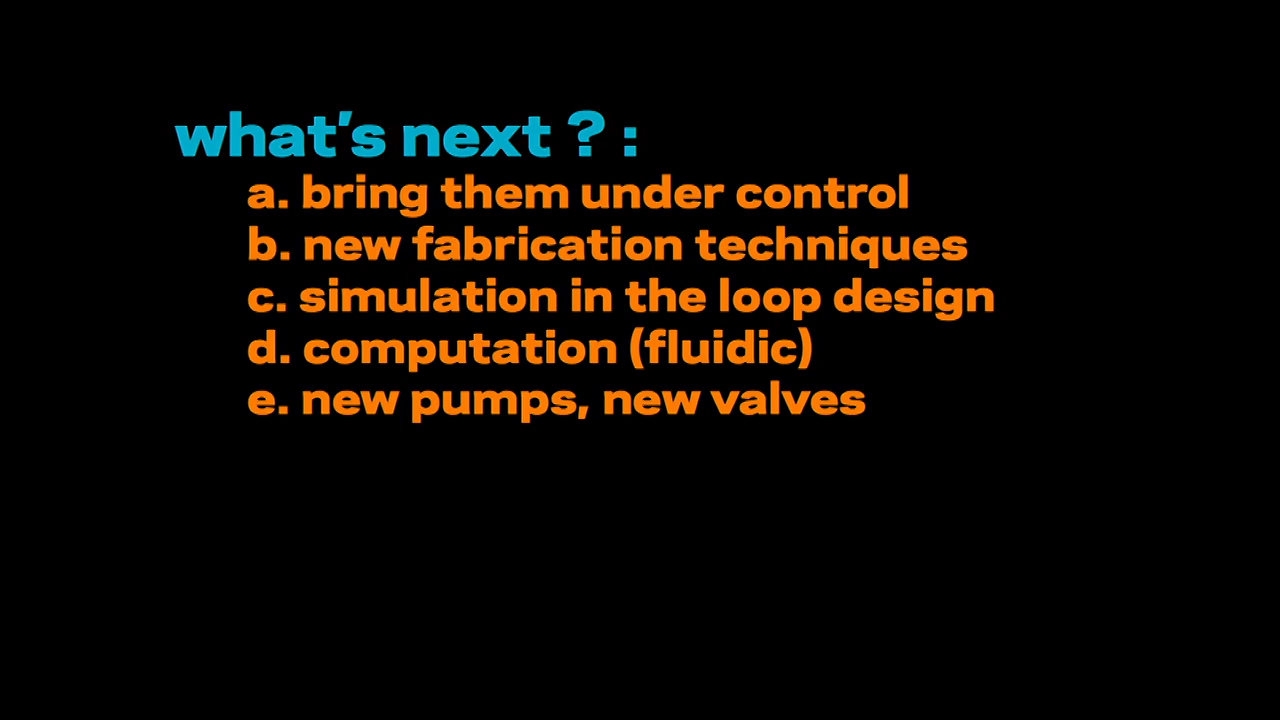 what's next ? :
a. bring them under control
b. new fabrication techniques
c. simulation in the loop design
d. computation (fluidic)
e. new pumps, new valves